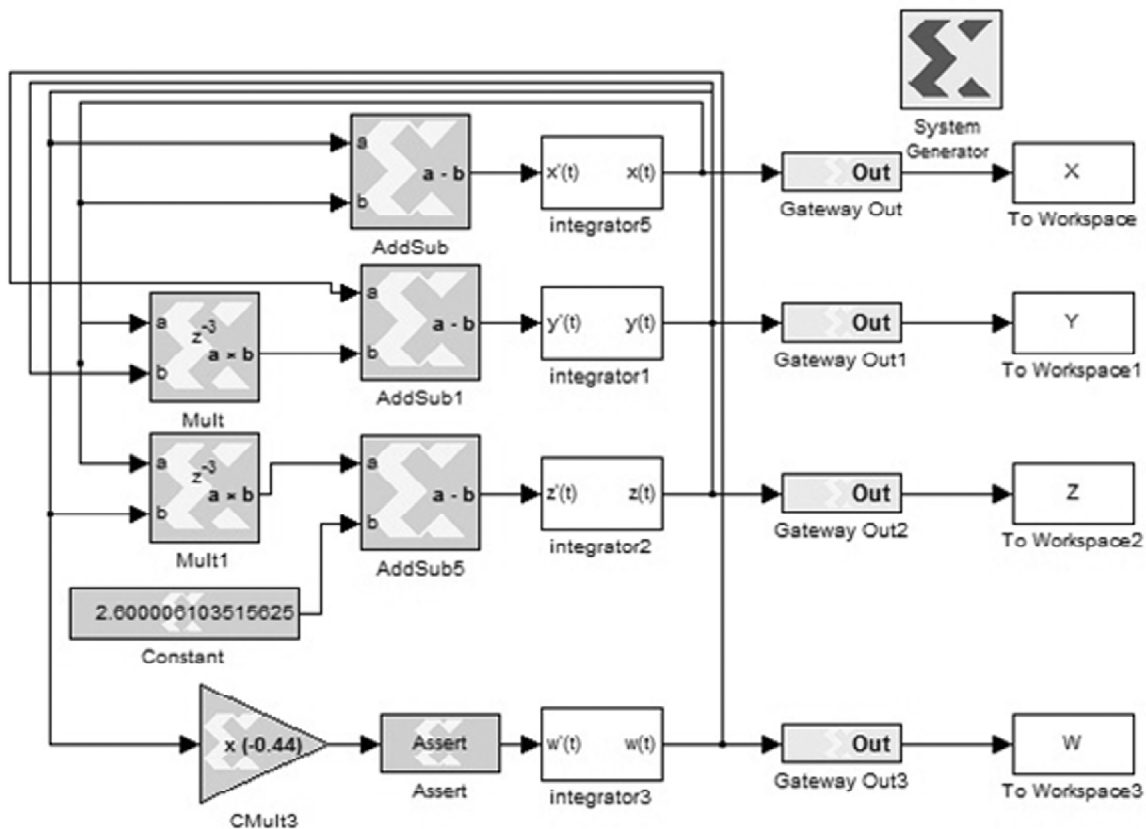 System
Generator
a
b
a - b
AddSub
x'(t)
x(t)
integrator5
Out
Gateway Out
X
To Workspace
a
b
a - b
AddSub1
y'(t)
y(t)
integrator1
Out
Gateway Out1
Y
To Workspace1
a
b
z-3
a × b
Mult
a
b
z-3
a × b
Mult1
a
b
a - b
AddSub5
z'(t)
z(t)
integrator2
Out
Gateway Out2
Z
To Workspace2
2.600006103515625
Constant
x (-0.44)
CMult3
Assert
Assert
w'(t)
w(t)
integrator3
Out
Gateway Out3
W
To Workspace3